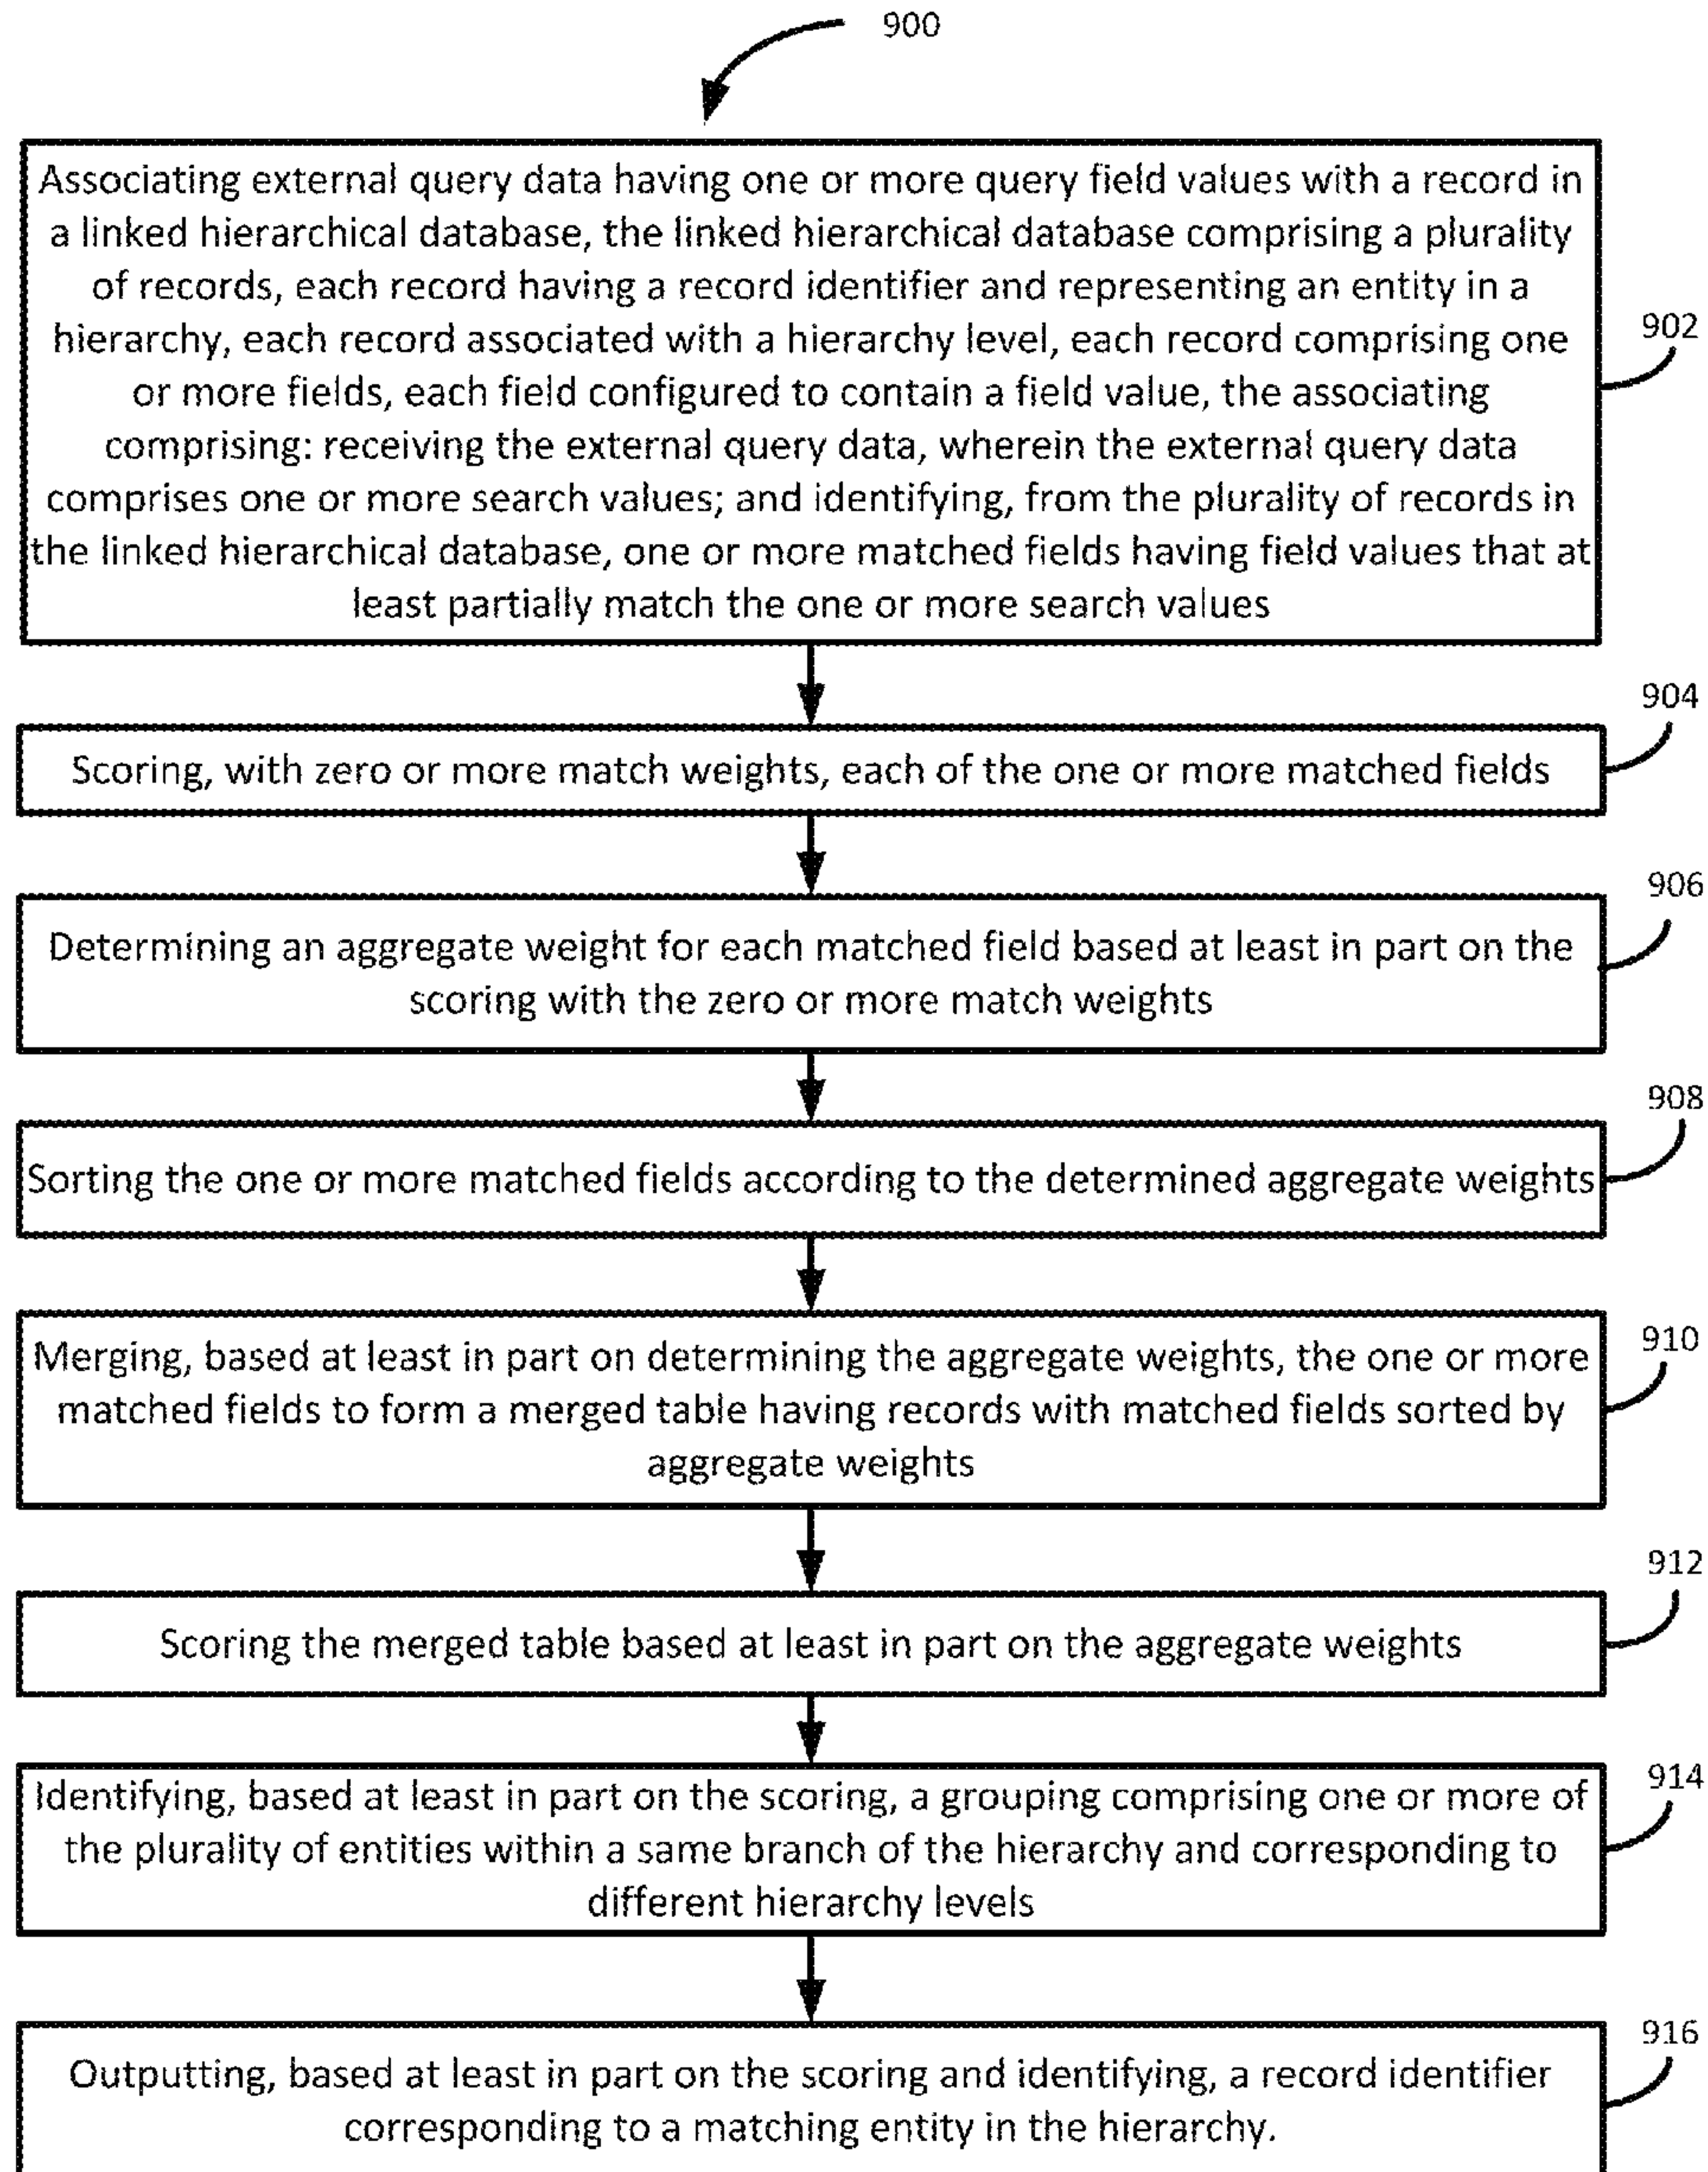 900
Associating external query data having one or more query field values with a record in
a linked hierarchical database, the linked hierarchical database comprising a plurality
of records, each record having a record identifier and representing an entity in a
hierarchy, each record associated with a hierarchy level, each record comprising one
or more fields, each field configured to contain a field value, the associating
comprising: receiving the external query data, wherein the external query data
comprises one or more search values; and identifying, from the plurality of records in
the linked hierarchical database, one or more matched fields having field values that at
least partially match the one or more search values
902
904
Scoring, with zero or more match weights, each of the one or more matched fields
906
Determining an aggregate weight for each matched field based at least in part on the
scoring with the zero or more match weights
908
Sorting the one or more matched fields according to the determined aggregate weights
910
Merging, based at least in part on determining the aggregate weights, the one or more
matched fields to form a merged table having records with matched fields sorted by
aggregate weights
912
Scoring the merged table based at least in part on the aggregate weights
914
Identifying, based at least in part on the scoring, a grouping comprising one or more of
the plurality of entities within a same branch of the hierarchy and corresponding to
different hierarchy levels
916
Outputting, based at least in part on the scoring and identifying, a record identifier
corresponding to a matching entity in the hierarchy.